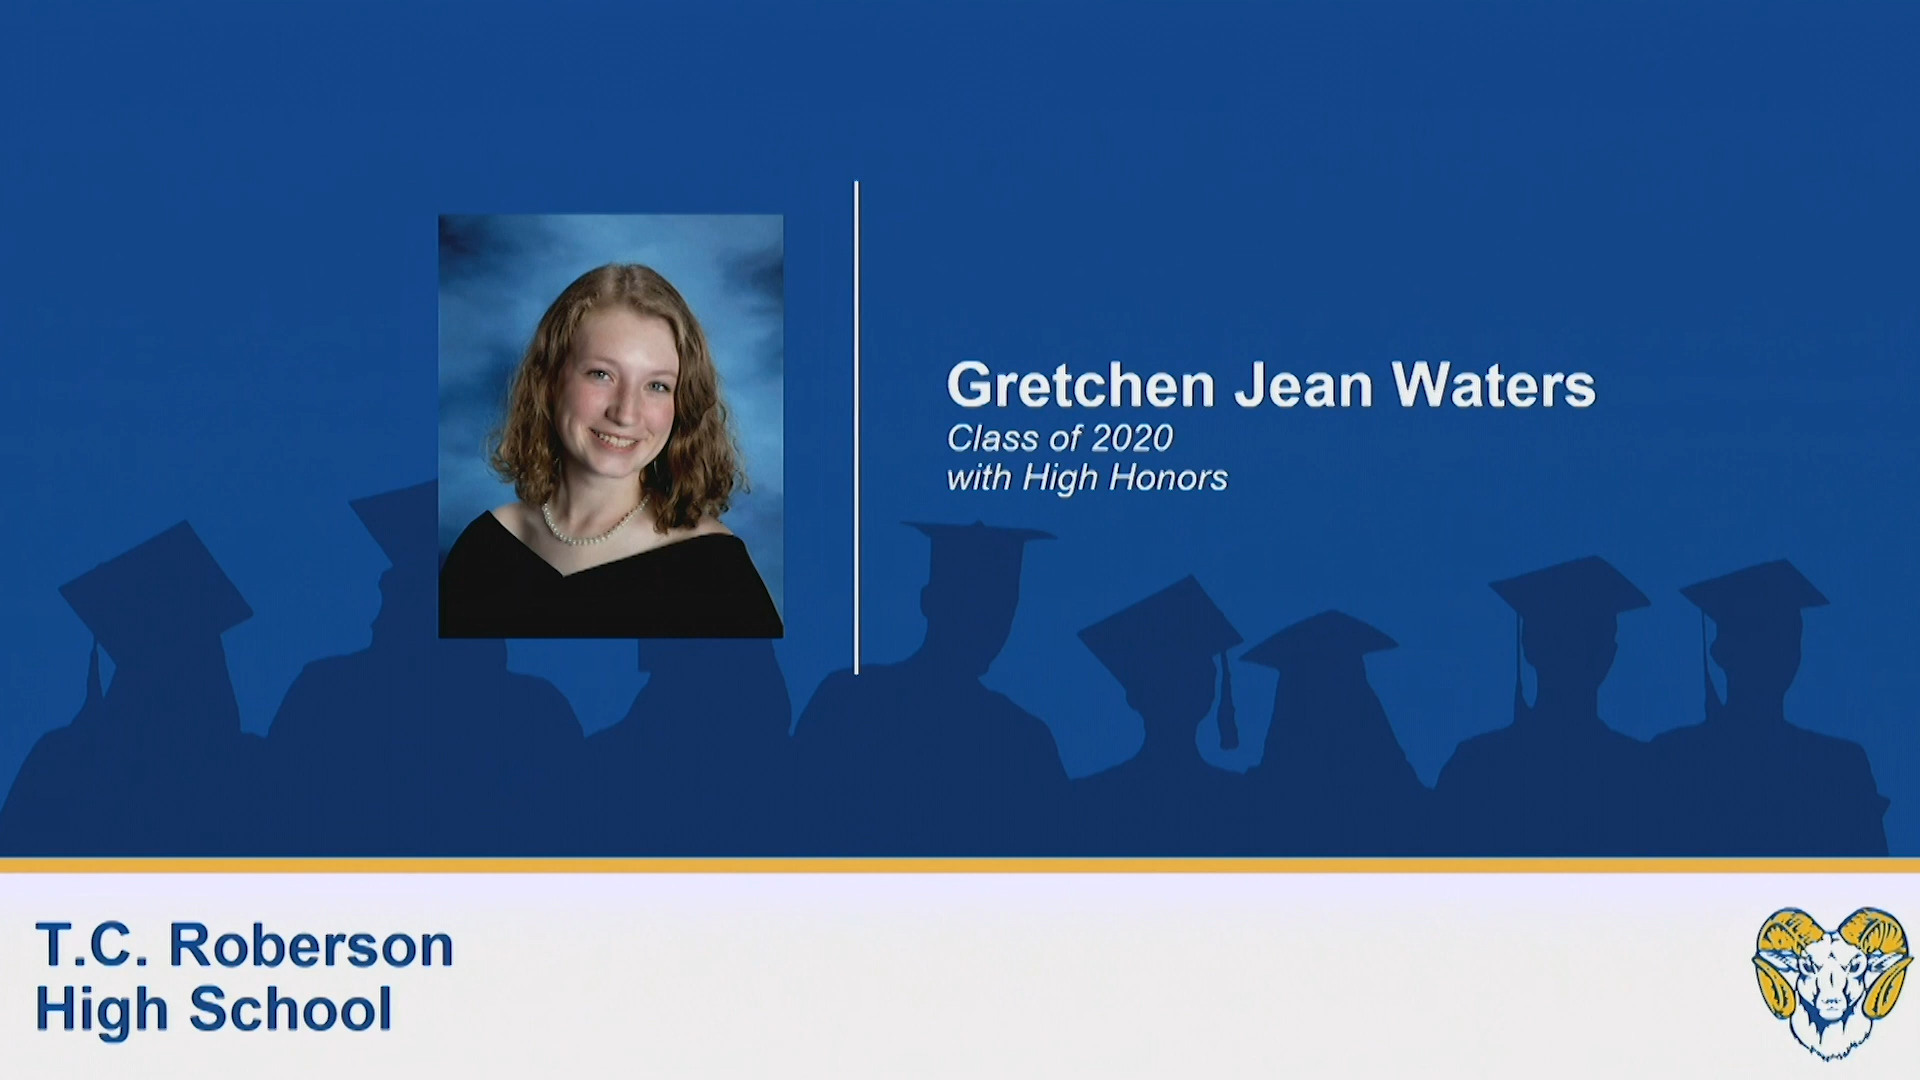 Gretchen Jean Waters
Class of 2020
with High Honors
T.C. Roberson
High School